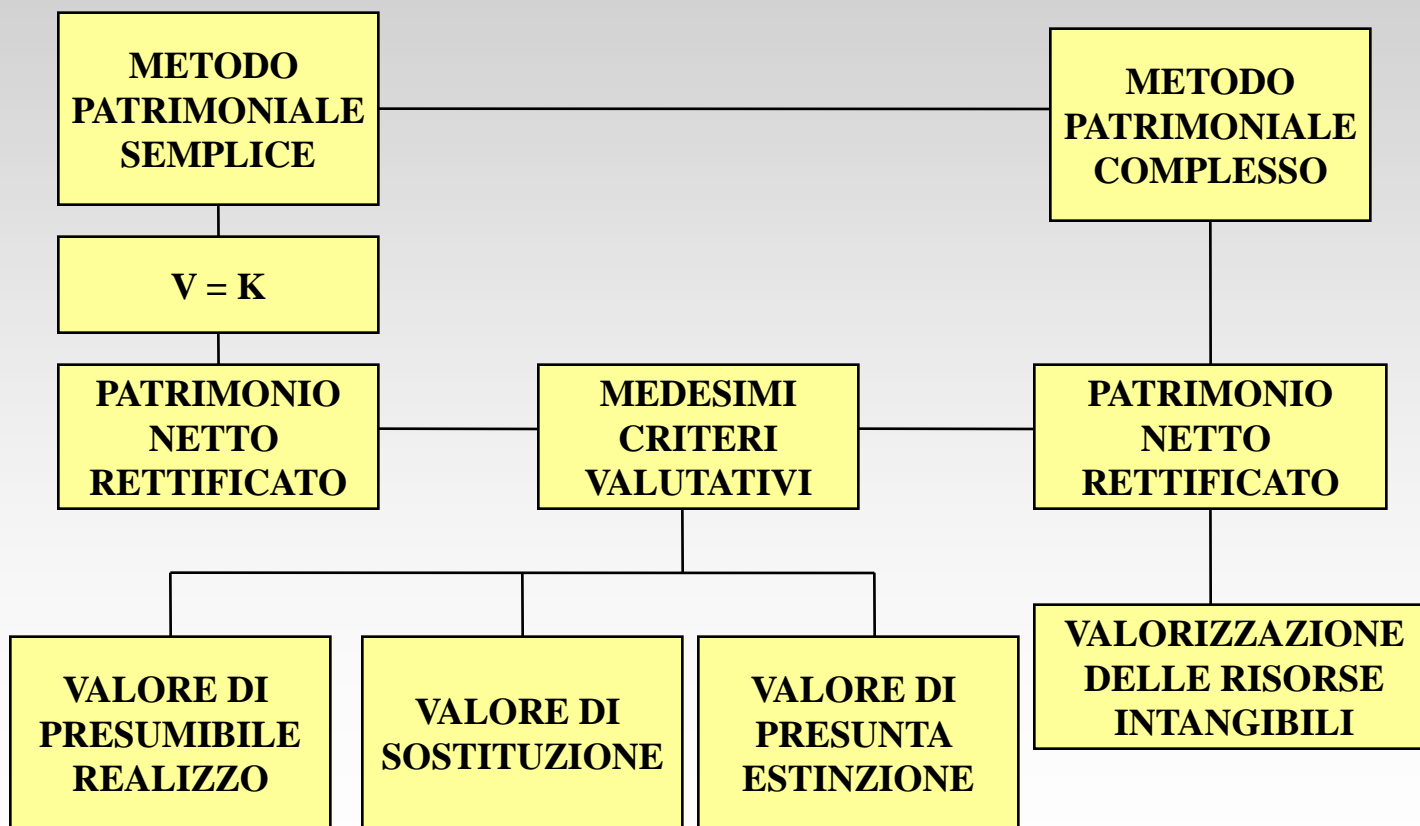 METODO
PATRIMONIALE
SEMPLICE
METODO
PATRIMONIALE
COMPLESSO
V = K
PATRIMONIO
NETTO
RETTIFICATO
MEDESIMI
CRITERI
VALUTATIVI
PATRIMONIO
NETTO
RETTIFICATO
VALORE DI
PRESUMIBILE
REALIZZO
VALORE DI
SOSTITUZIONE
VALORE DI
PRESUNTA
ESTINZIONE
VALORIZZAZIONE
DELLE RISORSE
INTANGIBILI